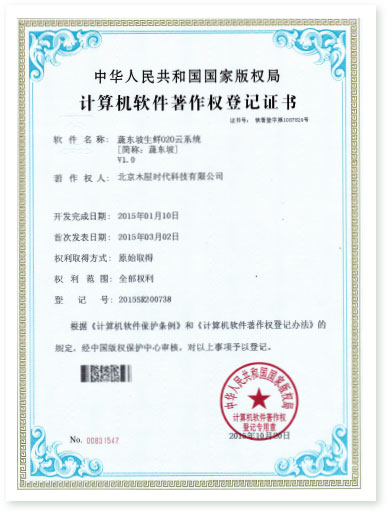 中华人民共和国国家版权局
计算机软件著作权登记证书
证书号: 软著登字第1087824号
软件名称: 蔬东坡生鲜O2O云系统
[简称: 蔬东坡]
V1.0
著作权人: 北京木屋时代科技有限公司
开发完成日期: 2015年01月10日
首次发表日期: 2015年03月02日
权利取得方式: 原始取得
权利范围: 全部权利
登记号: 2015SR200738
根据《计算机软件保护条例》和《计算机软件著作权登记办法》的
规定, 经中国版权保护中心审核, 对以上事项予以登记。
中华人民共和国国家版权局
计算机软件著作权
登记专用章
2015年10月20日
No. 00831547